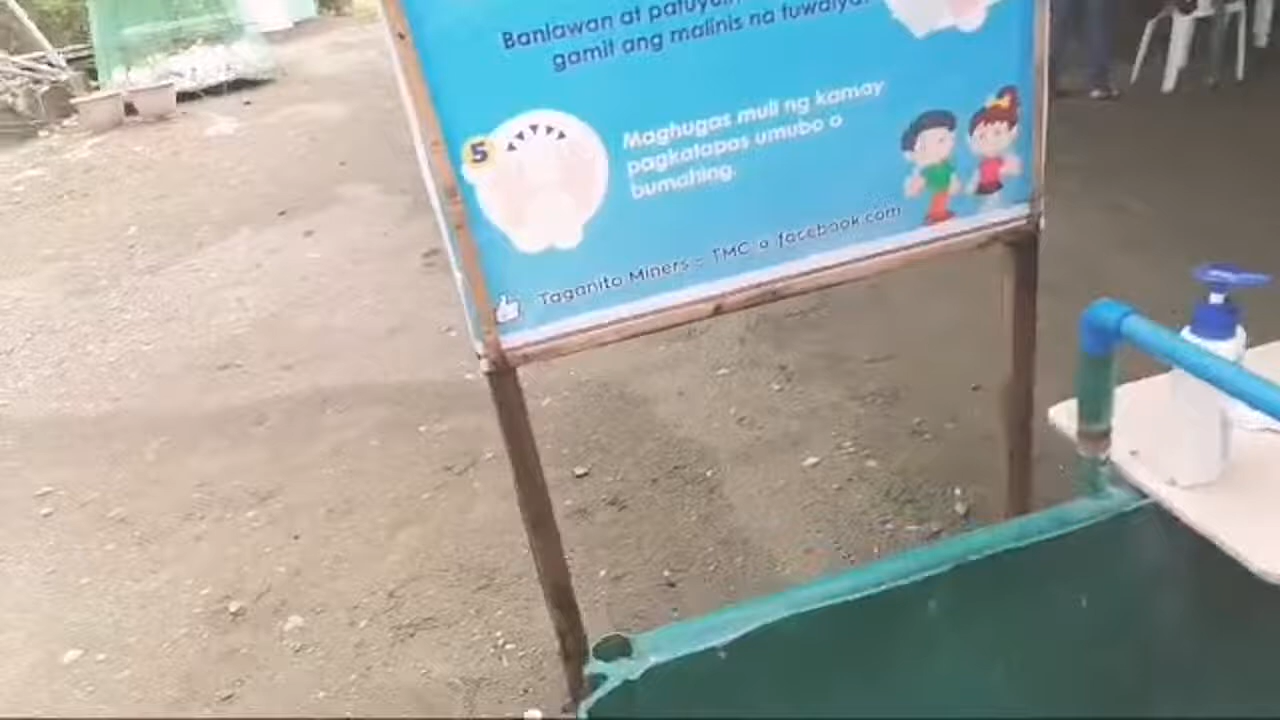 Banlawan at patuyuin
gamit ang malinis na tuwalya.
5
Maghugas muli ng kamay
pagkatapos umubo o
bumahing.
Taganito Miners - TMC o facebook.com